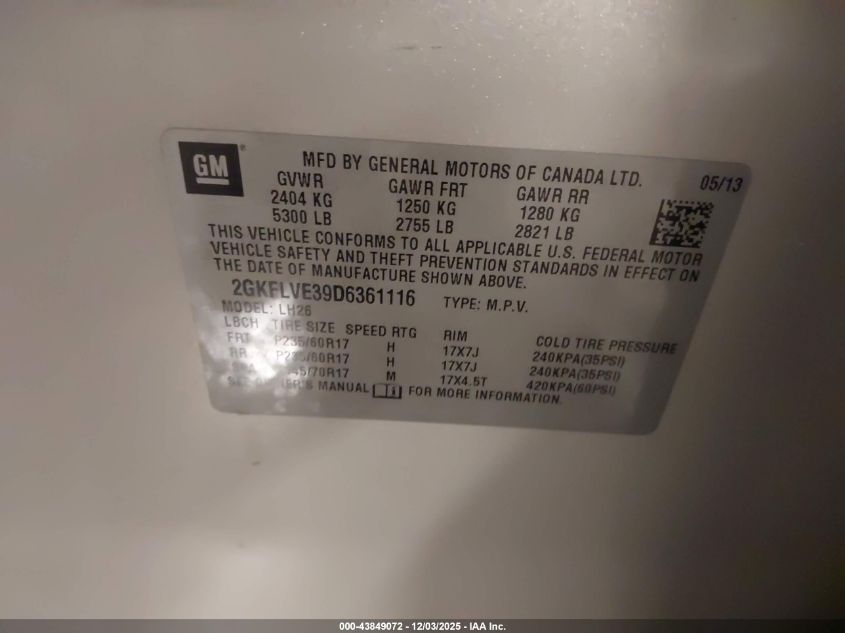 GM
MFD BY GENERAL MOTORS OF CANADA LTD.
05/13
GVWR GAWR FRT GAWR RR
2404 KG 1250 KG 1280 KG
5300 LB 2755 LB 2821 LB
THIS VEHICLE CONFORMS TO ALL APPLICABLE U.S. FEDERAL MOTOR
VEHICLE SAFETY AND THEFT PREVENTION STANDARDS IN EFFECT ON
THE DATE OF MANUFACTURE SHOWN ABOVE.
2GKFLVE39D6361116 TYPE: M.P.V.
MODEL: LH26
LBCH TIRE SIZE SPEED RTG RIM COLD TIRE PRESSURE
FRT P235/60R17 H 17X7J 240KPA(35PSI)
RR P235/60R17 H 17X7J 240KPA(35PSI)
M 17X4.5T 420KPA(60PSI)
MANUAL FOR MORE INFORMATION.
000-43849072 - 12/03/2025 - IAA Inc.